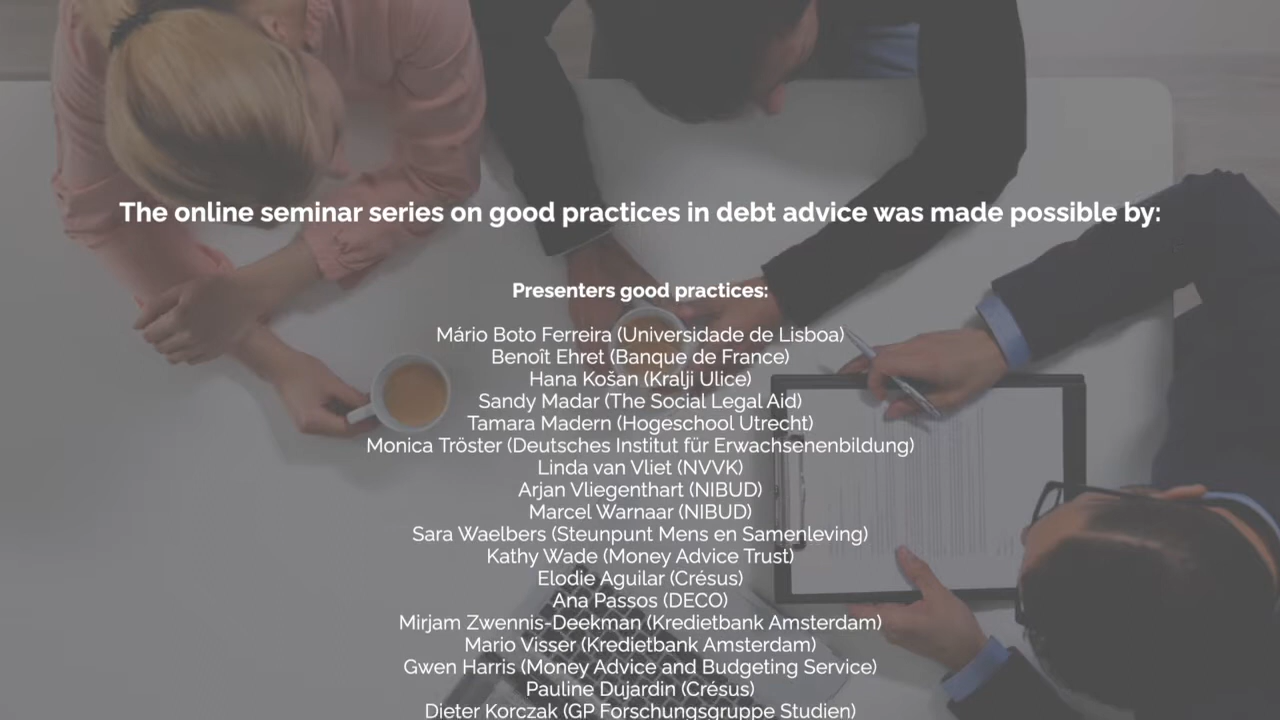 The online seminar series on good practices in debt advice was made possible by:
Presenters good practices:
Mário Boto Ferreira (Universidade de Lisboa)
Benoît Ehret (Banque de France)
Hana Košan (Kralji Ulice)
Sandy Madar (The Social Legal Aid)
Tamara Madern (Hogeschool Utrecht)
Monica Tröster (Deutsches Institut für Erwachsenenbildung)
Linda van Vliet (NVVK)
Arjan Vliegenthart (NIBUD)
Marcel Warnaar (NIBUD)
Sara Waelbers (Steunpunt Mens en Samenleving)
Kathy Wade (Money Advice Trust)
Elodie Aguilar (Crésus)
Ana Passos (DECO)
Mirjam Zwennis-Deekman (Kredietbank Amsterdam)
Mario Visser (Kredietbank Amsterdam)
Gwen Harris (Money Advice and Budgeting Service)
Pauline Dujardin (Crésus)
Dieter Korczak (GP Forschungsgruppe Studien)